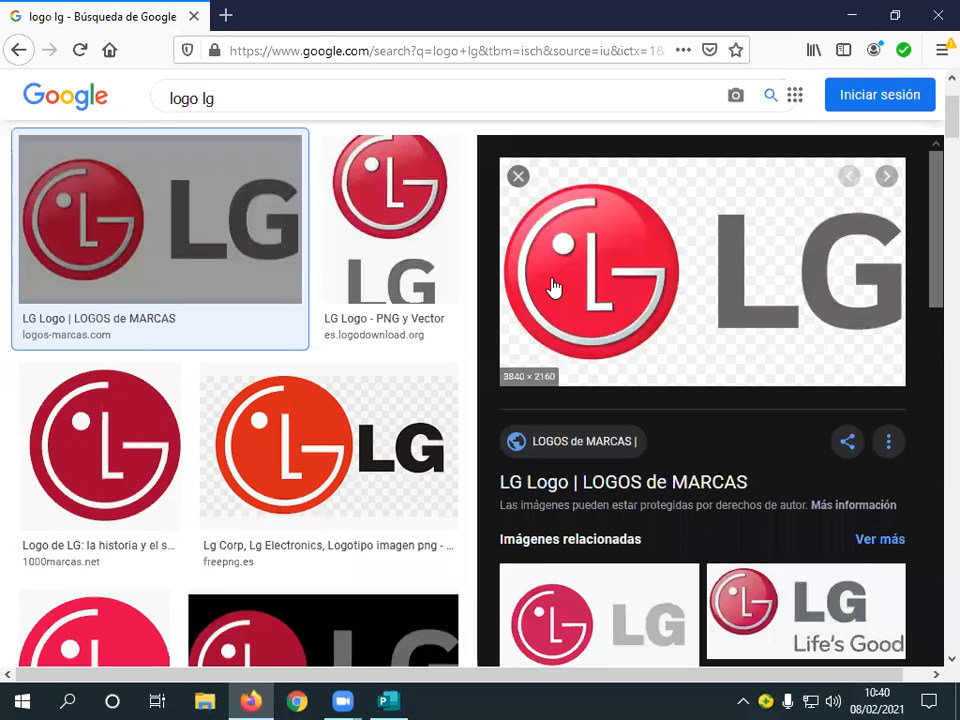 logo lg - Búsqueda de Google
https://www.google.com/search?q=logo+lg&tbm=isch&source=iu&ictx=1&
Google
logo lg
Iniciar sesión
LG
LG Logo | LOGOS de MARCAS
logos-marcas.com
LG
LG Logo - PNG y Vector
es.logodownload.org
LG
3840 × 2160
LOGOS de MARCAS |
LG Logo | LOGOS de MARCAS
Las imágenes pueden estar protegidas por derechos de autor. Más información
Imágenes relacionadas
Ver más
Logo de LG: la historia y el s...
1000marcas.net
LG
Lg Corp, Lg Electronics, Logotipo imagen png - ...
freepng.es
LG
LG
LG
Life's Good
10:40
08/02/2021